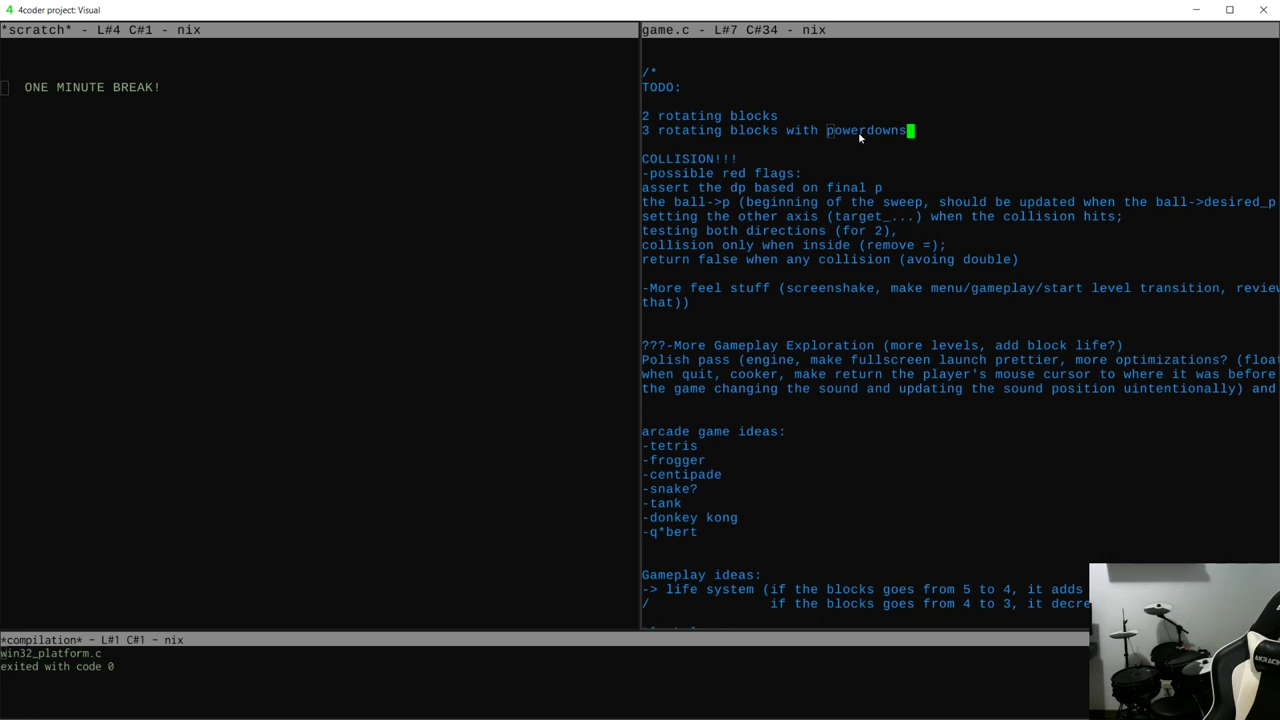 4coder project: Visual
*scratch* - L#4 C#1 - nix
ONE MINUTE BREAK!
game.c - L#7 C#34 - nix
/*
TODO:
2 rotating blocks
3 rotating blocks with powerdowns
COLLISION!!!
-possible red flags:
assert the dp based on final p
the ball->p (beginning of the sweep, should be updated when the ball->desired_p
setting the other axis (target_...) when the collision hits;
testing both directions (for 2),
collision only when inside (remove =);
return false when any collision (avoing double)
-More feel stuff (screenshake, make menu/gameplay/start level transition, review
that))
???-More Gameplay Exploration (more levels, add block life?)
Polish pass (engine, make fullscreen launch prettier, more optimizations? (float
when quit, cooker, make return the player's mouse cursor to where it was before
the game changing the sound and updating the sound position uintentionally) and
arcade game ideas:
-tetris
-frogger
-centipade
-snake?
-tank
-donkey kong
-q*bert
Gameplay ideas:
-> life system (if the blocks goes from 5 to 4, it adds
/ if the blocks goes from 4 to 3, it decre
*compilation* - L#1 C#1 - nix
win32_platform.c
exited with code 0
AKRACING